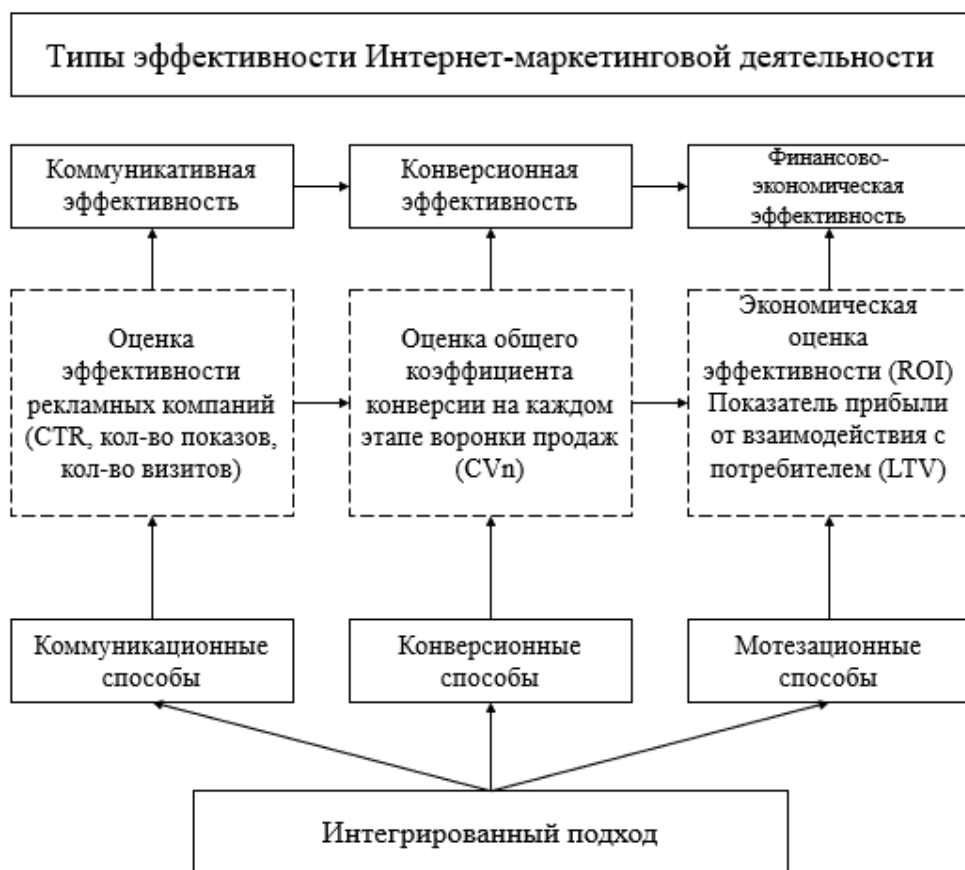 Типы эффективности Интернет-маркетинговой деятельности
Коммуникативная
эффективность
Конверсионная
эффективность
Финансово-
экономическая
эффективность
Оценка
эффективности
рекламных компаний
(CTR, кол-во показов,
кол-во визитов)
Оценка общего
коэффициента
конверсии на каждом
этапе воронки продаж
(CVn)
Экономическая
оценка
эффективности (ROI)
Показатель прибыли
от взаимодействия с
потребителем (LTV)
Коммуникационные
способы
Конверсионные
способы
Мотезационные
способы
Интегрированный подход